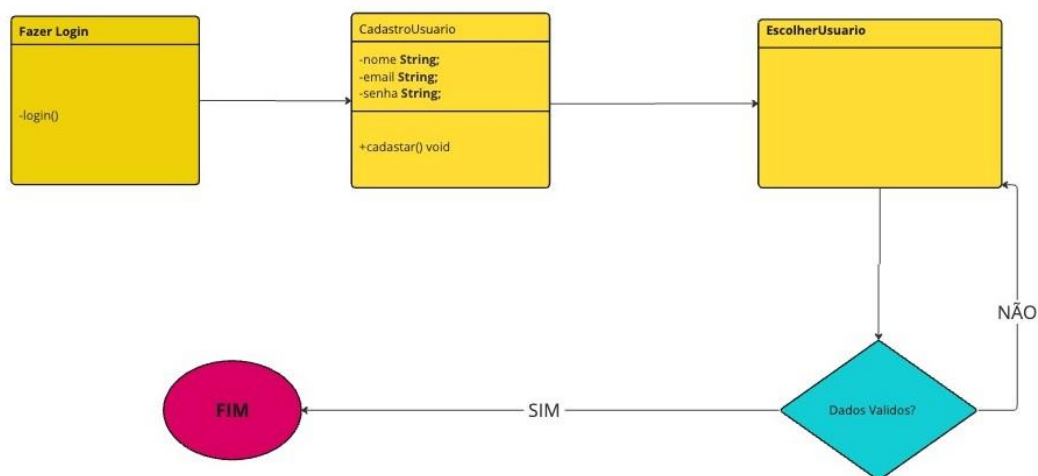 Fazer Login
-login()
CadastroUsuario
-nome String;
-email String;
-senha String;
+cadastar() void
EscolherUsuario
NÃO
Dados Validos?
SIM
FIM